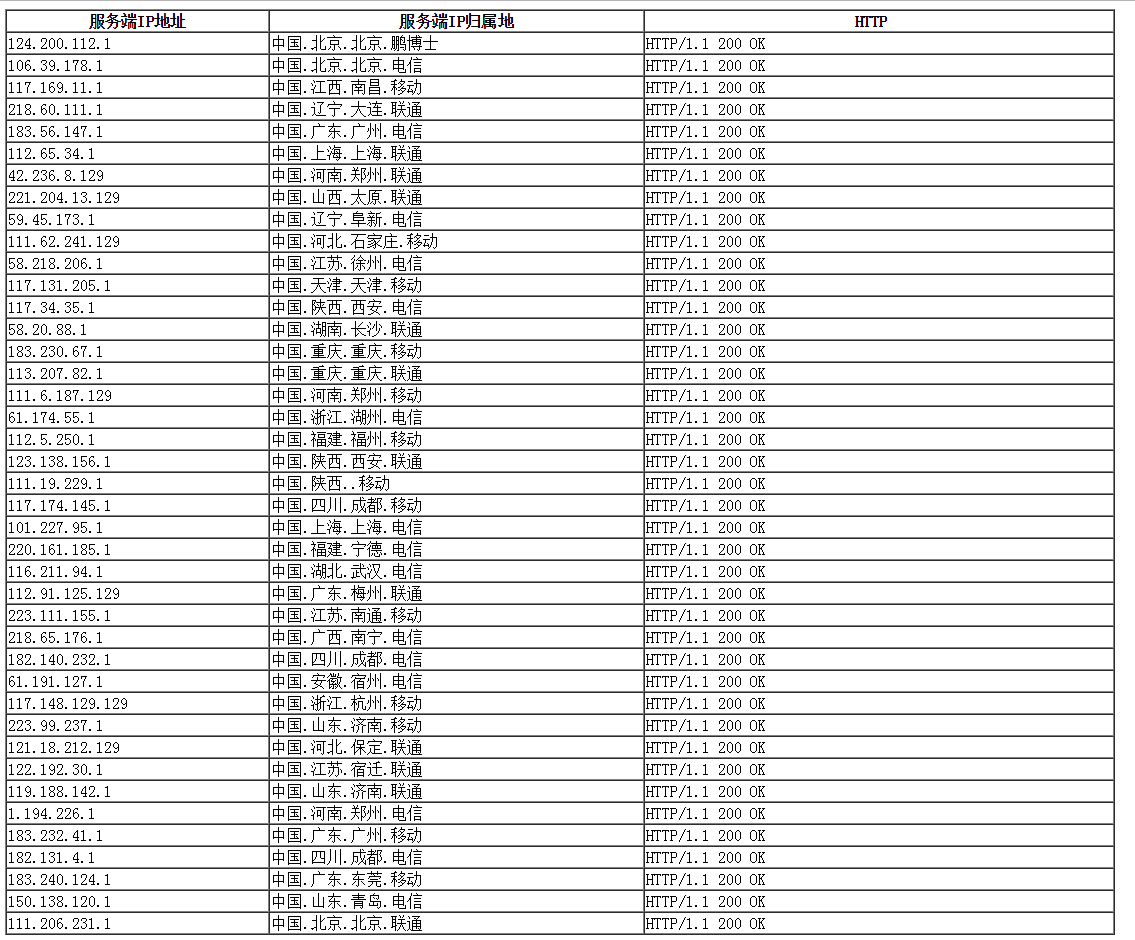 服务端IP地址 服务端IP归属地 HTTP
124.200.112.1 中国.北京.北京.鹏博士 HTTP/1.1 200 OK
106.39.178.1 中国.北京.北京.电信 HTTP/1.1 200 OK
117.169.11.1 中国.江西.南昌.移动 HTTP/1.1 200 OK
218.60.111.1 中国.辽宁.大连.联通 HTTP/1.1 200 OK
183.56.147.1 中国.广东.广州.电信 HTTP/1.1 200 OK
112.65.34.1 中国.上海.上海.联通 HTTP/1.1 200 OK
42.236.8.129 中国.河南.郑州.联通 HTTP/1.1 200 OK
221.204.13.129 中国.山西.太原.联通 HTTP/1.1 200 OK
59.45.173.1 中国.辽宁.阜新.电信 HTTP/1.1 200 OK
111.62.241.129 中国.河北.石家庄.移动 HTTP/1.1 200 OK
58.218.206.1 中国.江苏.徐州.电信 HTTP/1.1 200 OK
117.131.205.1 中国.天津.天津.移动 HTTP/1.1 200 OK
117.34.35.1 中国.陕西.西安.电信 HTTP/1.1 200 OK
58.20.88.1 中国.湖南.长沙.联通 HTTP/1.1 200 OK
183.230.67.1 中国.重庆.重庆.移动 HTTP/1.1 200 OK
113.207.82.1 中国.重庆.重庆.联通 HTTP/1.1 200 OK
111.6.187.129 中国.河南.郑州.移动 HTTP/1.1 200 OK
61.174.55.1 中国.浙江.湖州.电信 HTTP/1.1 200 OK
112.5.250.1 中国.福建.福州.移动 HTTP/1.1 200 OK
123.138.156.1 中国.陕西.西安.联通 HTTP/1.1 200 OK
111.19.229.1 中国.陕西..移动 HTTP/1.1 200 OK
117.174.145.1 中国.四川.成都.移动 HTTP/1.1 200 OK
101.227.95.1 中国.上海.上海.电信 HTTP/1.1 200 OK
220.161.185.1 中国.福建.宁德.电信 HTTP/1.1 200 OK
116.211.94.1 中国.湖北.武汉.电信 HTTP/1.1 200 OK
112.91.125.129 中国.广东.梅州.联通 HTTP/1.1 200 OK
223.111.155.1 中国.江苏.南通.移动 HTTP/1.1 200 OK
218.65.176.1 中国.广西.南宁.电信 HTTP/1.1 200 OK
182.140.232.1 中国.四川.成都.电信 HTTP/1.1 200 OK
61.191.127.1 中国.安徽.宿州.电信 HTTP/1.1 200 OK
117.148.129.129 中国.浙江.杭州.移动 HTTP/1.1 200 OK
223.99.237.1 中国.山东.济南.移动 HTTP/1.1 200 OK
121.18.212.129 中国.河北.保定.联通 HTTP/1.1 200 OK
122.192.30.1 中国.江苏.宿迁.联通 HTTP/1.1 200 OK
119.188.142.1 中国.山东.济南.联通 HTTP/1.1 200 OK
1.194.226.1 中国.河南.郑州.电信 HTTP/1.1 200 OK
183.232.41.1 中国.广东.广州.移动 HTTP/1.1 200 OK
182.131.4.1 中国.四川.成都.电信 HTTP/1.1 200 OK
183.240.124.1 中国.广东.东莞.移动 HTTP/1.1 200 OK
150.138.120.1 中国.山东.青岛.电信 HTTP/1.1 200 OK
111.206.231.1 中国.北京.北京.联通 HTTP/1.1 200 OK